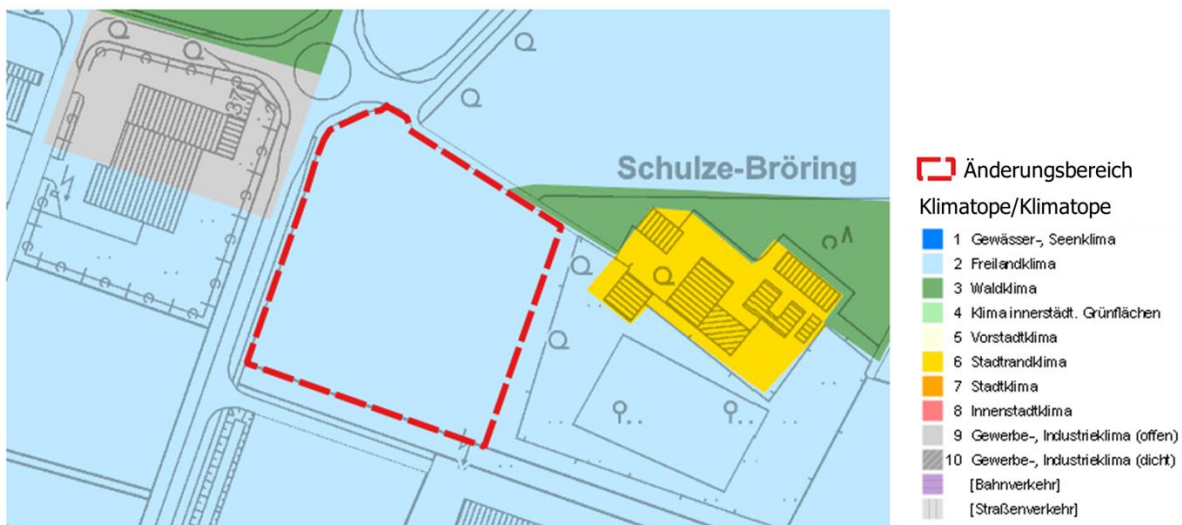 Schulze-Bröring
Änderungsbereich
Klimatope/Klimatope
1 Gewässer-, Seenklima
2 Freilandklima
3 Waldklima
4 Klima innerstädt. Grünflächen
5 Vorstadtklima
6 Stadtrandklima
7 Stadtklima
8 Innenstadtklima
9 Gewerbe-, Industrieklima (offen)
10 Gewerbe-, Industrieklima (dicht)
[Bahnverkehr]
[Straßenverkehr]